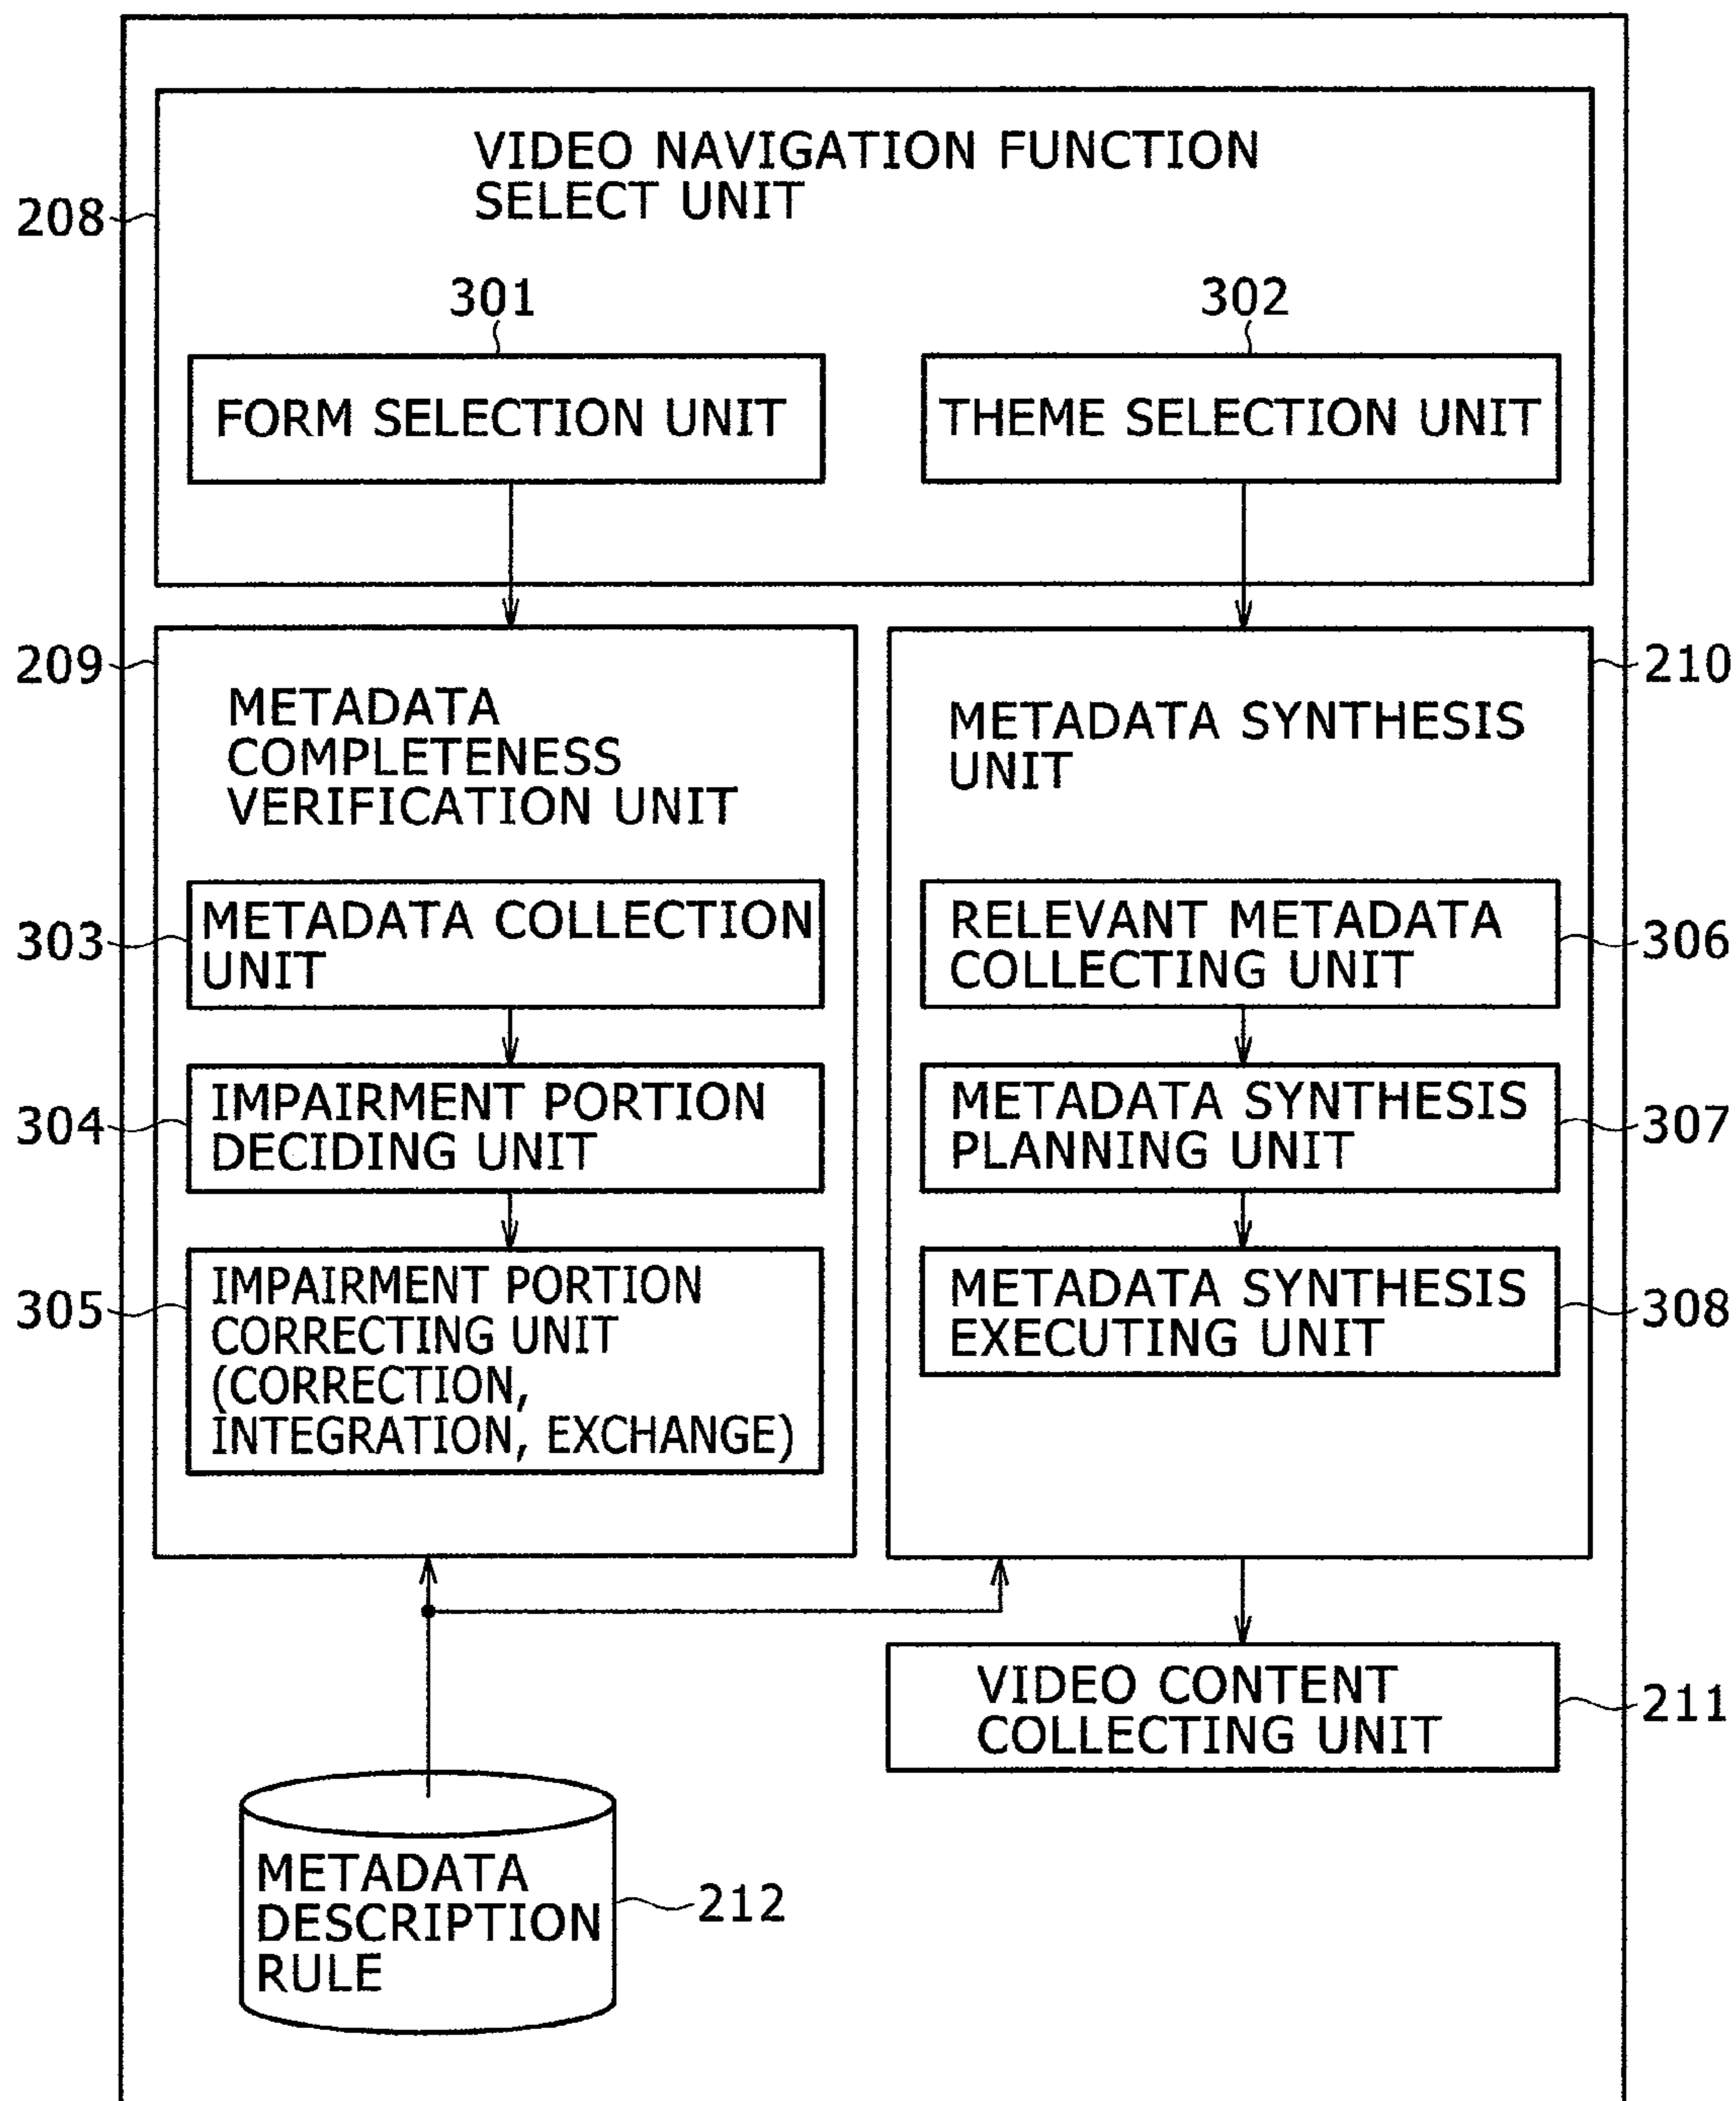 VIDEO NAVIGATION FUNCTION
SELECT UNIT
208
301
302
FORM SELECTION UNIT
THEME SELECTION UNIT
209
METADATA
COMPLETENESS
VERIFICATION UNIT
303
METADATA COLLECTION
UNIT
304
IMPAIRMENT PORTION
DECIDING UNIT
305
IMPAIRMENT PORTION
CORRECTING UNIT
(CORRECTION,
INTEGRATION, EXCHANGE)
210
METADATA SYNTHESIS
UNIT
RELEVANT METADATA
COLLECTING UNIT
306
METADATA SYNTHESIS
PLANNING UNIT
307
METADATA SYNTHESIS
EXECUTING UNIT
308
VIDEO CONTENT
COLLECTING UNIT
211
METADATA
DESCRIPTION
RULE
212